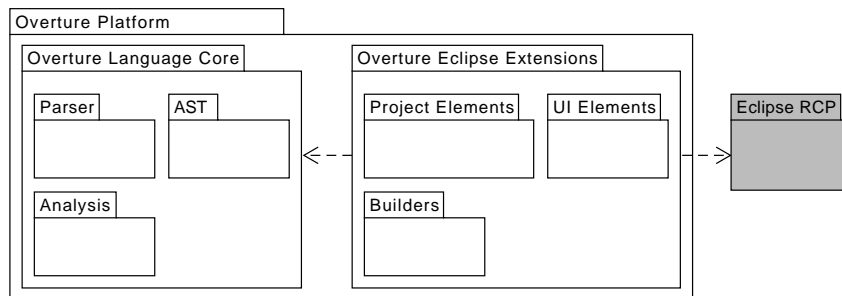 Overture Platform
Overture Language Core
Overture Eclipse Extensions
Parser
AST
Project Elements
UI Elements
Eclipse RCP
Analysis
Builders